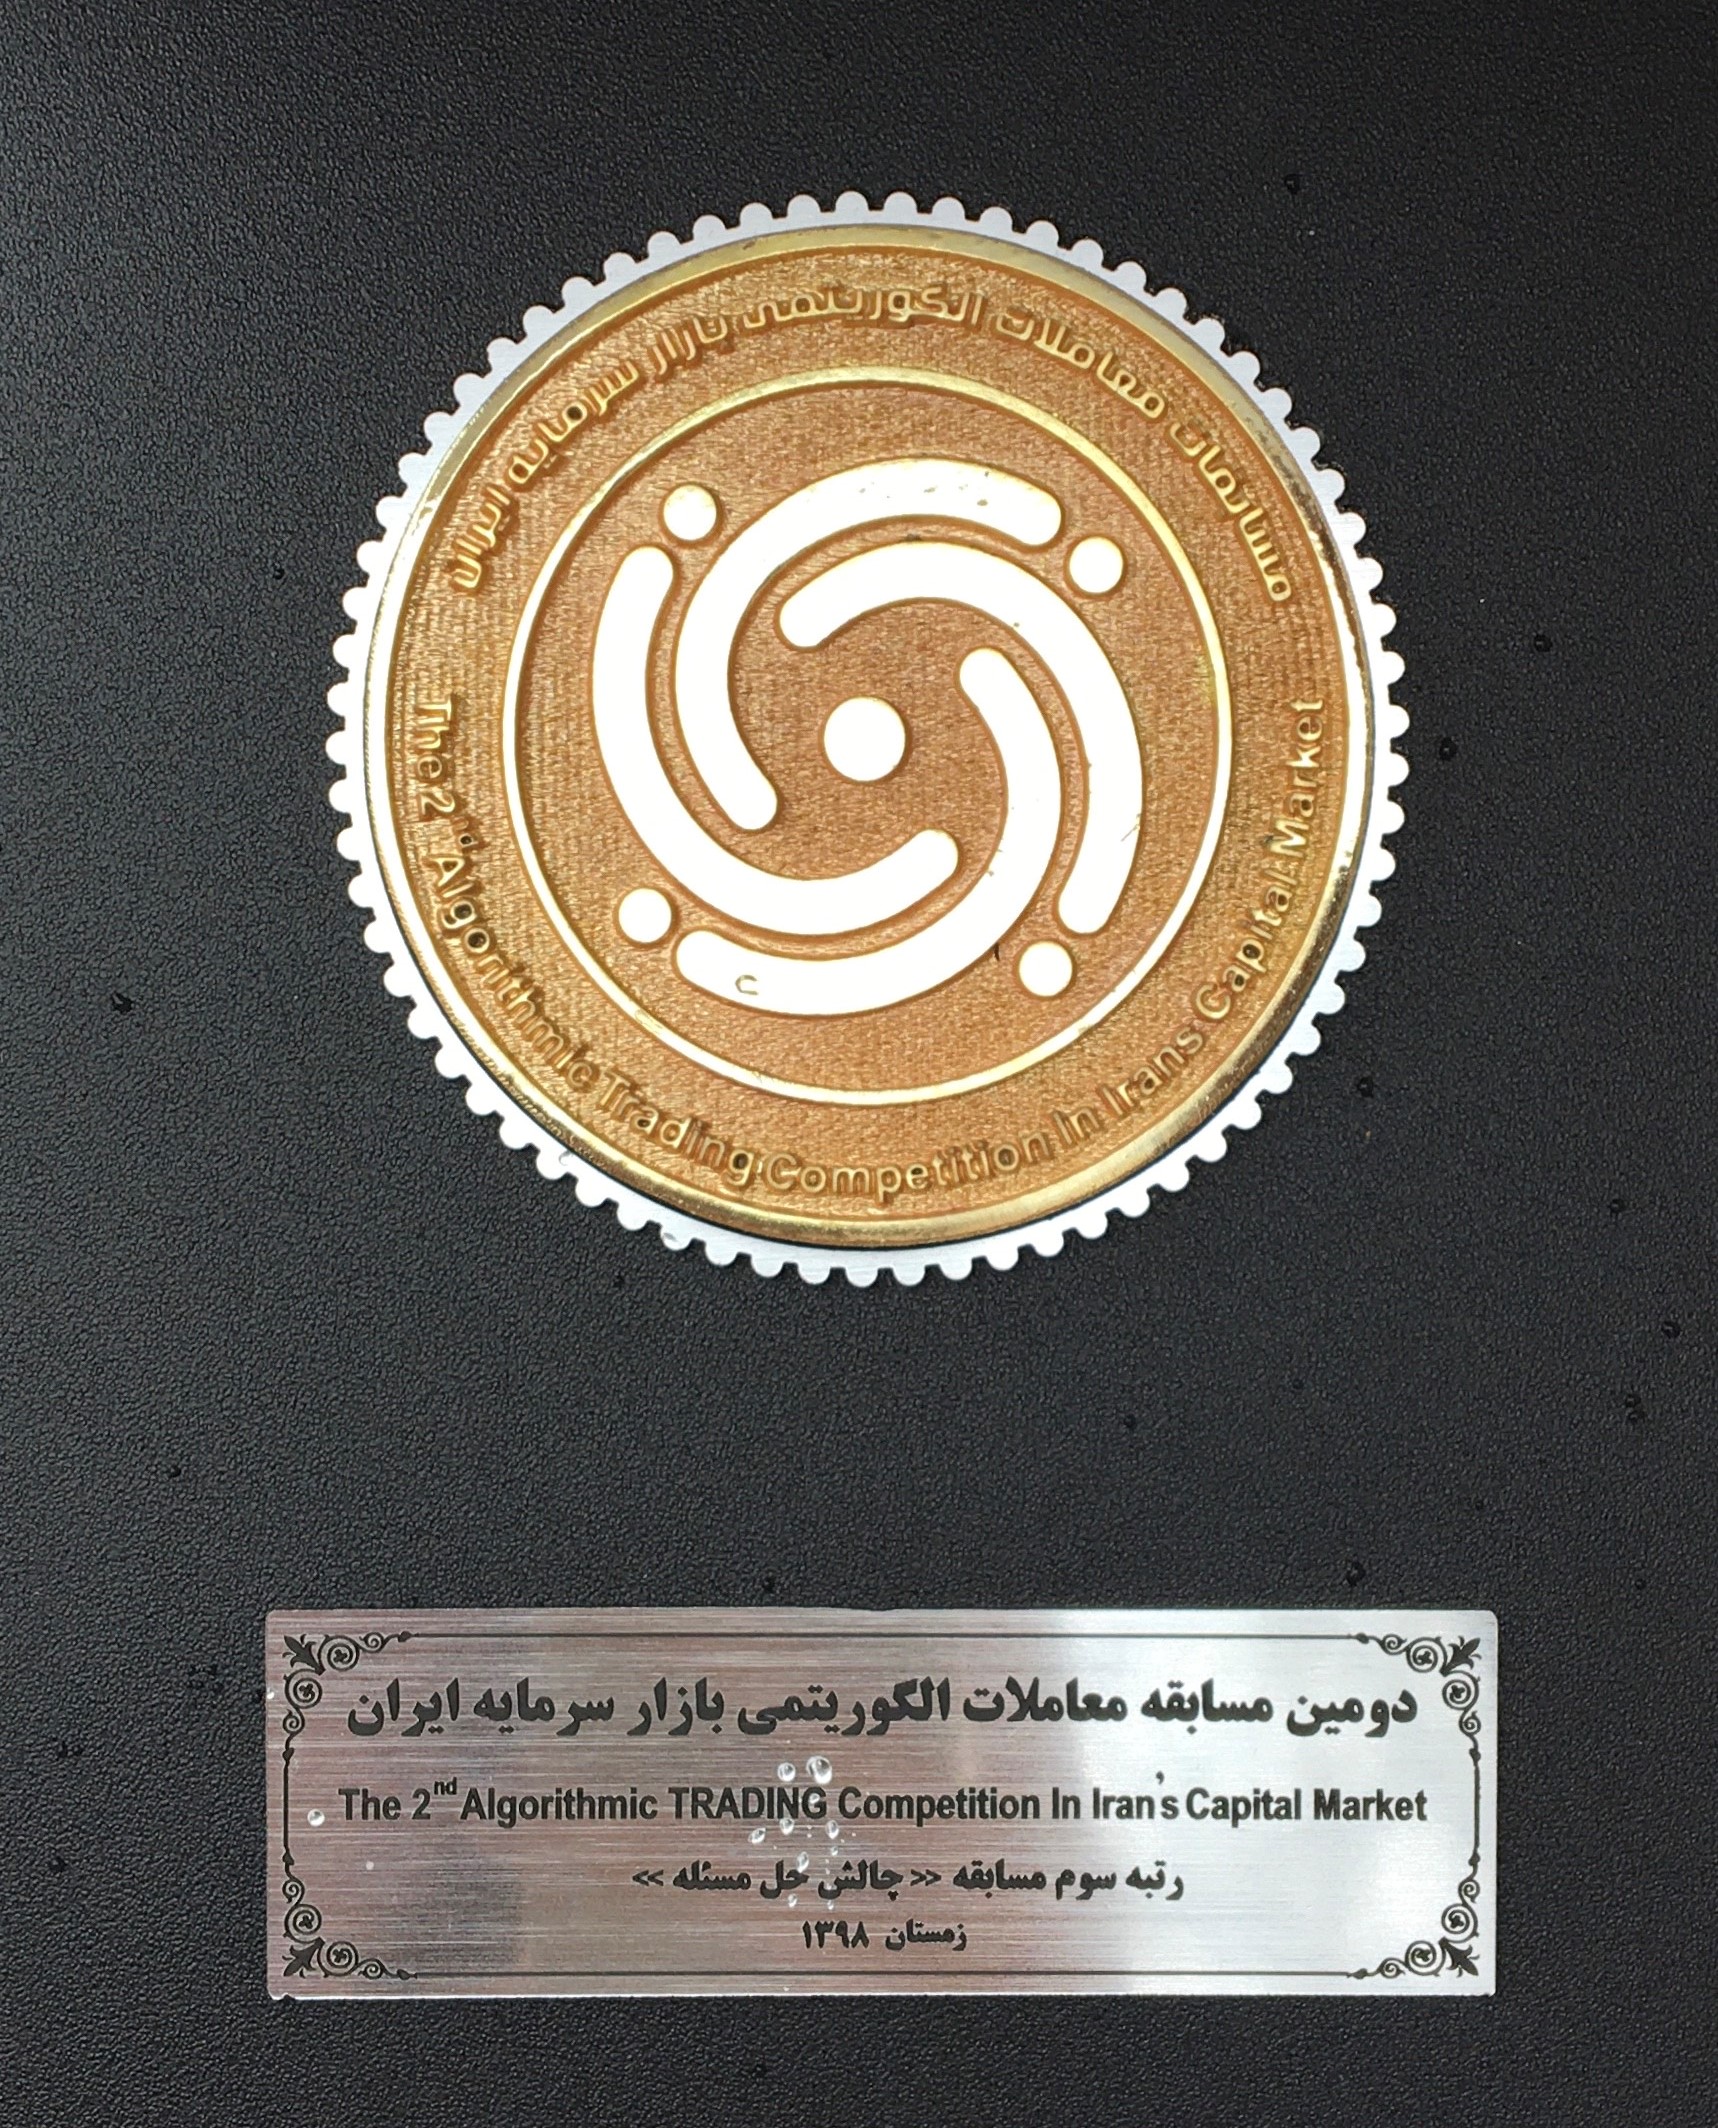 مسابقات معاملات الگوریتمی بازار سرمایه ایران
The 2th Algorithmic Trading Competition In Irans Capital Market
دومین مسابقه معاملات الگوریتمی بازار سرمایه ایران
The 2nd Algorithmic TRADING Competition In Iran's Capital Market
رتبه سوم مسابقه >> چالش حل مسئله <<
زمستان ۱۳۹۸